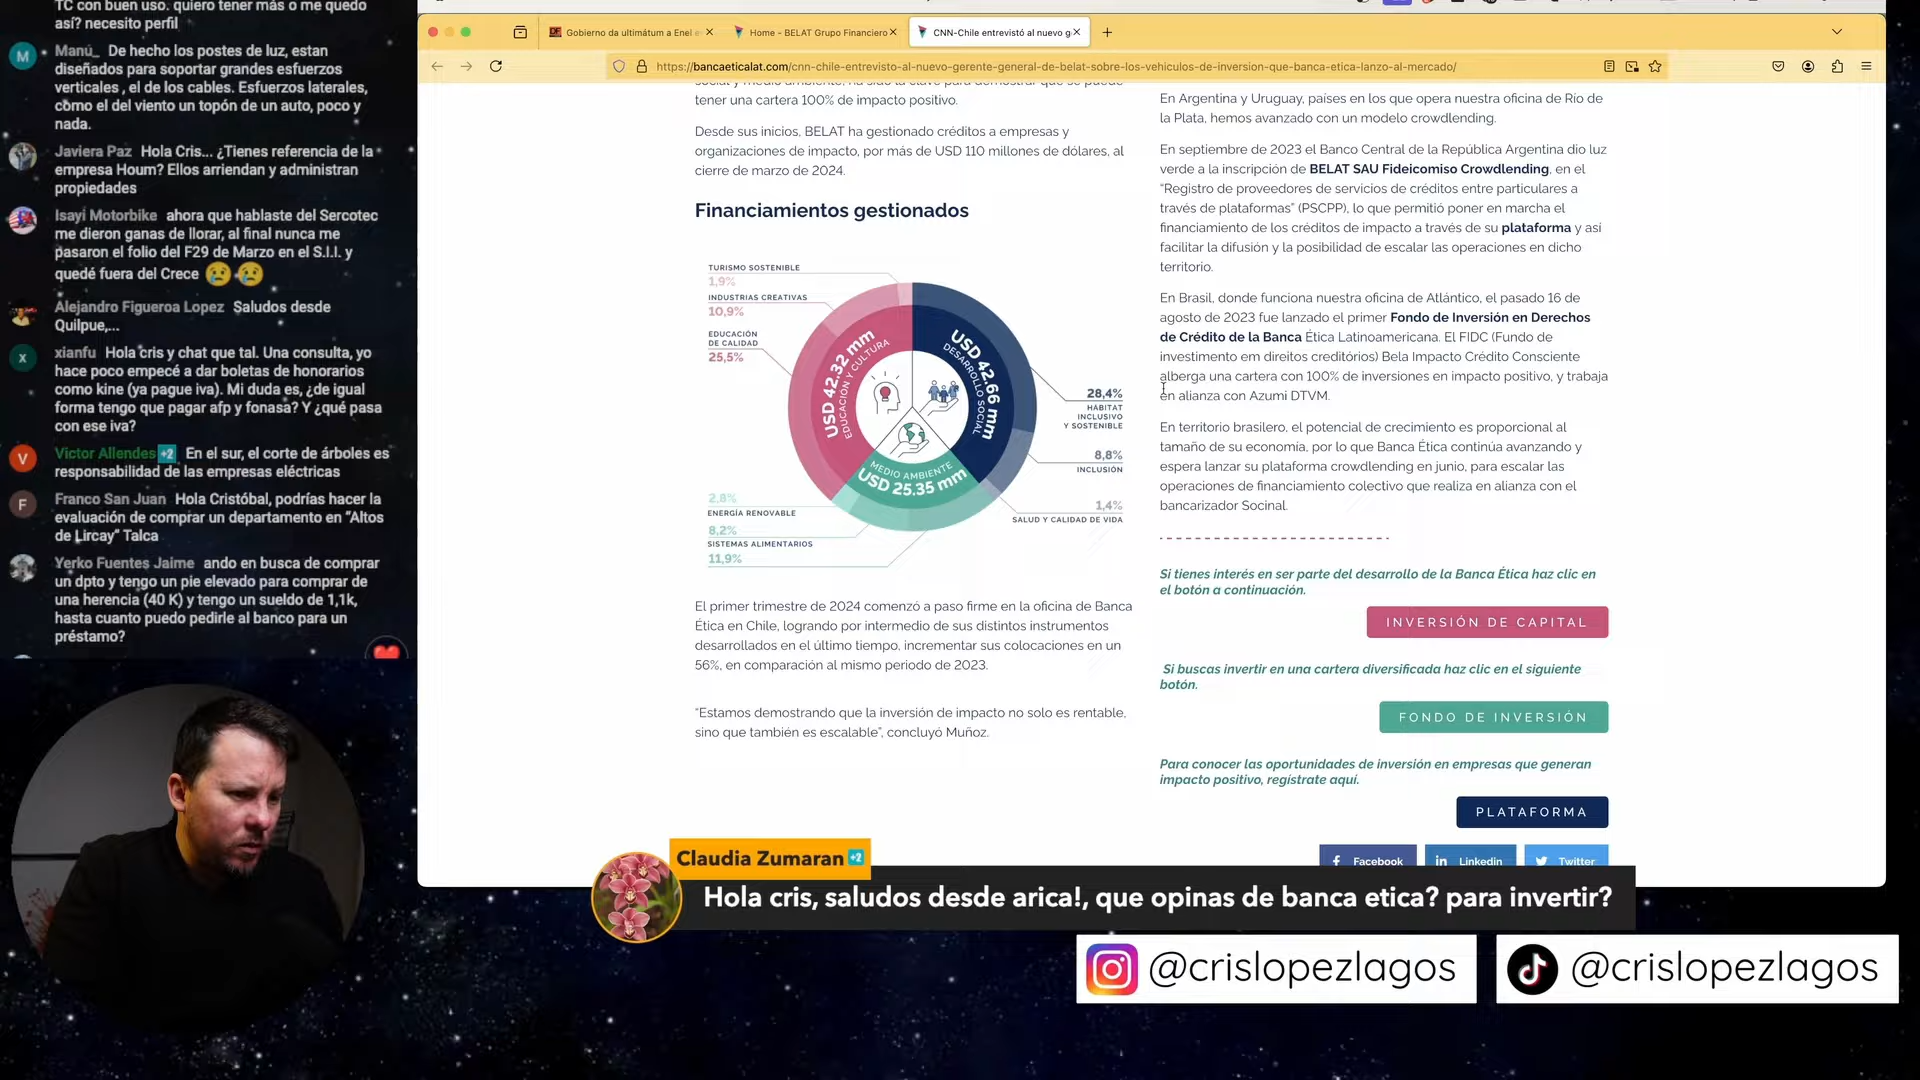 TC con buen uso. quiero tener más o me quedo
así? necesito perfil
Manú_ De hecho los postes de luz, estan
diseñados para soportar grandes esfuerzos
verticales , el de los cables. Esfuerzos laterales,
como el del viento un topón de un auto, poco y
nada.
Javiera Paz Hola Cris... ¿Tienes referencia de la
empresa Houm? Ellos arriendan y administran
propiedades
Isayi Motorbike ahora que hablaste del Sercotec
me dieron ganas de llorar, al final nunca me
pasaron el folio del F29 de Marzo en el S.I.I. y
quedé fuera del Crece 😢 😢
Alejandro Figueroa Lopez Saludos desde
Quilpue,...
xianfu Hola cris y chat que tal. Una consulta, yo
hace poco empecé a dar boletas de honorarios
como kine (ya pague iva). Mi duda es, ¿de igual
forma tengo que pagar afp y fonasa? Y ¿qué pasa
con ese iva?
Victor Allendes +2 En el sur, el corte de árboles es
responsabilidad de las empresas eléctricas
Franco San Juan Hola Cristóbal, podrías hacer la
evaluación de comprar un departamento en "Altos
de Lircay" Talca
Yerko Fuentes Jaime ando en busca de comprar
un dpto y tengo un pie elevado para comprar de
una herencia (40 K) y tengo un sueldo de 1,1k,
hasta cuanto puedo pedirle al banco para un
préstamo?
Gobierno da ultimátum a Enel
Home - BELAT Grupo Financiero
CNN-Chile entrevistó al nuevo g
https://bancaeticalat.com/cnn-chile-entrevisto-al-nuevo-gerente-general-de-belat-sobre-los-vehiculos-de-inversion-que-banca-etica-lanzo-al-mercado/
tener una cartera 100% de impacto positivo.
Desde sus inicios, BELAT ha gestionado créditos a empresas y
organizaciones de impacto, por más de USD 110 millones de dólares, al
cierre de marzo de 2024.
Financiamientos gestionados
TURISMO SOSTENIBLE
1,9%
INDUSTRIAS CREATIVAS
10,9%
EDUCACIÓN
DE CALIDAD
25,5%
USD 42.32 mm
EDUCACIÓN Y CULTURA
USD 42.66 mm
DESARROLLO SOCIAL
MEDIO AMBIENTE
USD 25.35 mm
28,4%
HÁBITAT
INCLUSIVO
Y SOSTENIBLE
8,8%
INCLUSIÓN
1,4%
SALUD Y CALIDAD DE VIDA
2,8%
ENERGÍA RENOVABLE
8,2%
SISTEMAS ALIMENTARIOS
11,9%
El primer trimestre de 2024 comenzó a paso firme en la oficina de Banca
Ética en Chile, logrando por intermedio de sus distintos instrumentos
desarrollados en el último tiempo, incrementar sus colocaciones en un
56%, en comparación al mismo periodo de 2023.
"Estamos demostrando que la inversión de impacto no solo es rentable,
sino que también es escalable", concluyó Muñoz.
En Argentina y Uruguay, países en los que opera nuestra oficina de Río de
la Plata, hemos avanzado con un modelo crowdlending.
En septiembre de 2023 el Banco Central de la República Argentina dio luz
verde a la inscripción de BELAT SAU Fideicomiso Crowdlending, en el
"Registro de proveedores de servicios de créditos entre particulares a
través de plataformas" (PSCPP), lo que permitió poner en marcha el
financiamiento de los créditos de impacto a través de su plataforma y así
facilitar la difusión y la posibilidad de escalar las operaciones en dicho
territorio.
En Brasil, donde funciona nuestra oficina de Atlántico, el pasado 16 de
agosto de 2023 fue lanzado el primer Fondo de Inversión en Derechos
de Crédito de la Banca Ética Latinoamericana. El FIDC (Fundo de
investimento em direitos creditórios) Bela Impacto Crédito Consciente
alberga una cartera con 100% de inversiones en impacto positivo, y trabaja
en alianza con Azumi DTVM.
En territorio brasilero, el potencial de crecimiento es proporcional al
tamaño de su economía, por lo que Banca Ética continúa avanzando y
espera lanzar su plataforma crowdlending en junio, para escalar las
operaciones de financiamiento colectivo que realiza en alianza con el
bancarizador Socinal.
Si tienes interés en ser parte del desarrollo de la Banca Ética haz clic en
el botón a continuación.
INVERSIÓN DE CAPITAL
Si buscas invertir en una cartera diversificada haz clic en el siguiente
botón.
FONDO DE INVERSIÓN
Para conocer las oportunidades de inversión en empresas que generan
impacto positivo, regístrate aquí.
PLATAFORMA
Facebook
Linkedin
Twitter
Claudia Zumaran +2
Hola cris, saludos desde arica!, que opinas de banca etica? para invertir?
@crislopezlagos
@crislopezlagos